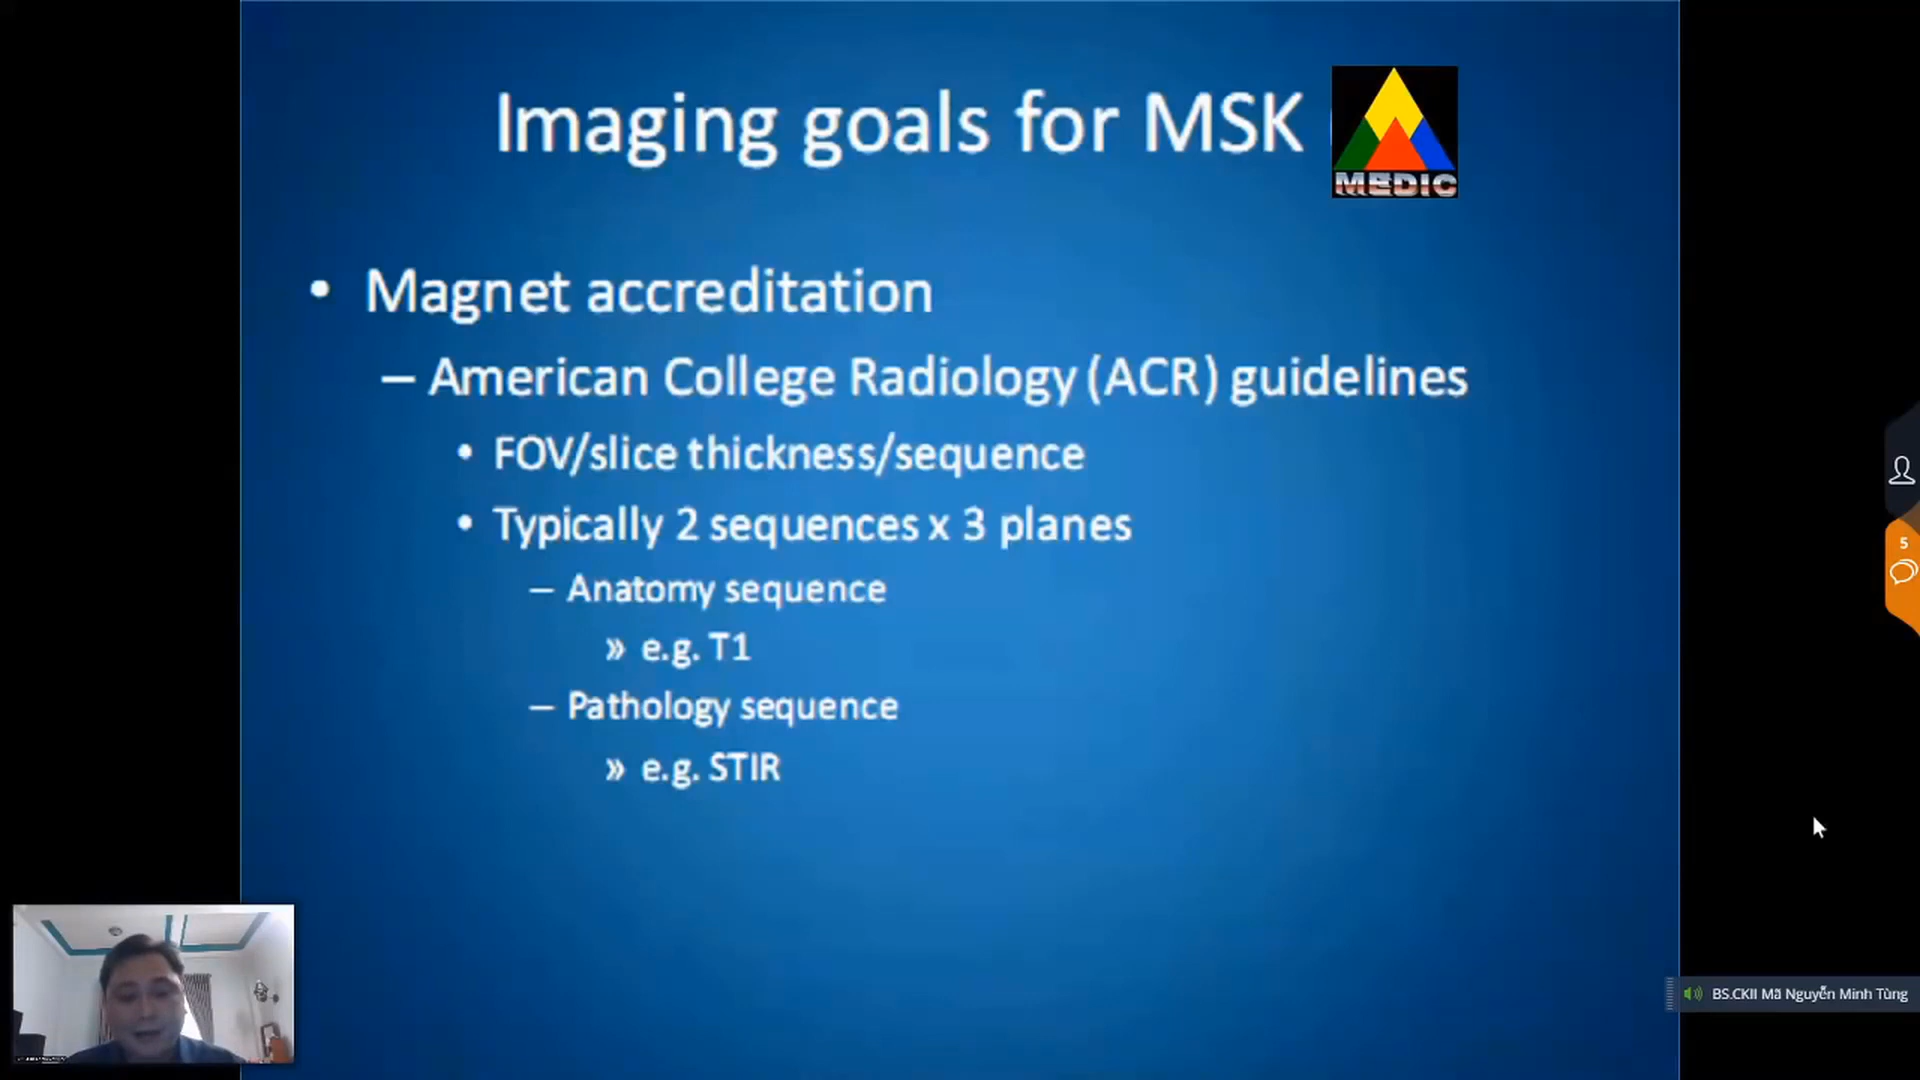 Imaging goals for MSK
MEDIC
• Magnet accreditation
– American College Radiology (ACR) guidelines
• FOV/slice thickness/sequence
• Typically 2 sequences x 3 planes
– Anatomy sequence
» e.g. T1
– Pathology sequence
» e.g. STIR
5
BS.CKII Mã Nguyễn Minh Tùng